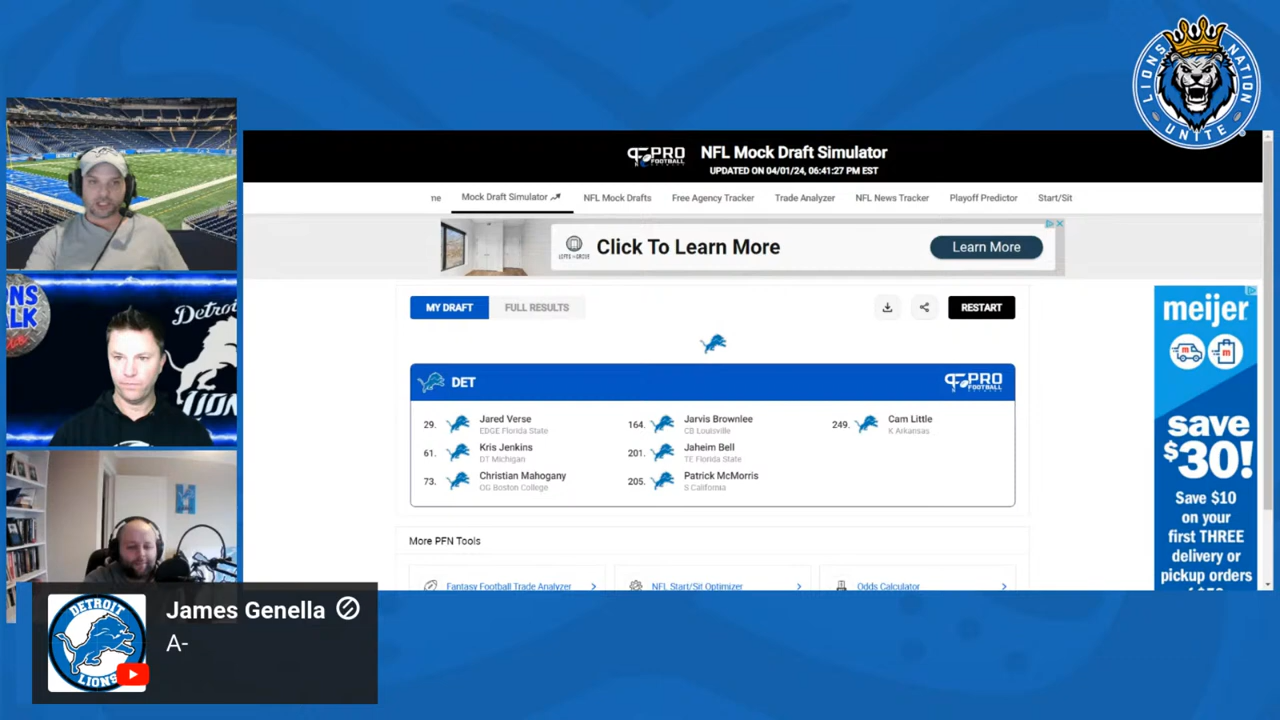 LIONS NATION
UNITE
PRO
FOOTBALL
NFL Mock Draft Simulator
UPDATED ON 04/01/24, 06:41:27 PM EST
me
Mock Draft Simulator
NFL Mock Drafts
Free Agency Tracker
Trade Analyzer
NFL News Tracker
Playoff Predictor
Start/Sit
Click To Learn More
Learn More
MY DRAFT
FULL RESULTS
RESTART
DET
PRO
FOOTBALL
29.
Jared Verse
EDGE Florida State
61.
Kris Jenkins
DT Michigan
73.
Christian Mahogany
OG Boston College
164.
Jarvis Brownlee
CB Louisville
201.
Jaheim Bell
TE Florida State
205.
Patrick McMorris
S California
249.
Cam Little
K Arkansas
More PFN Tools
Fantasy Football Trade Analyzer
NFL Start/Sit Optimizer
Odds Calculator
meijer
save
$30!
Save $10
on your
first THREE
delivery or
pickup orders
NS
LK
Detroit
LION
DETROIT
LIONS
James Genella
A-